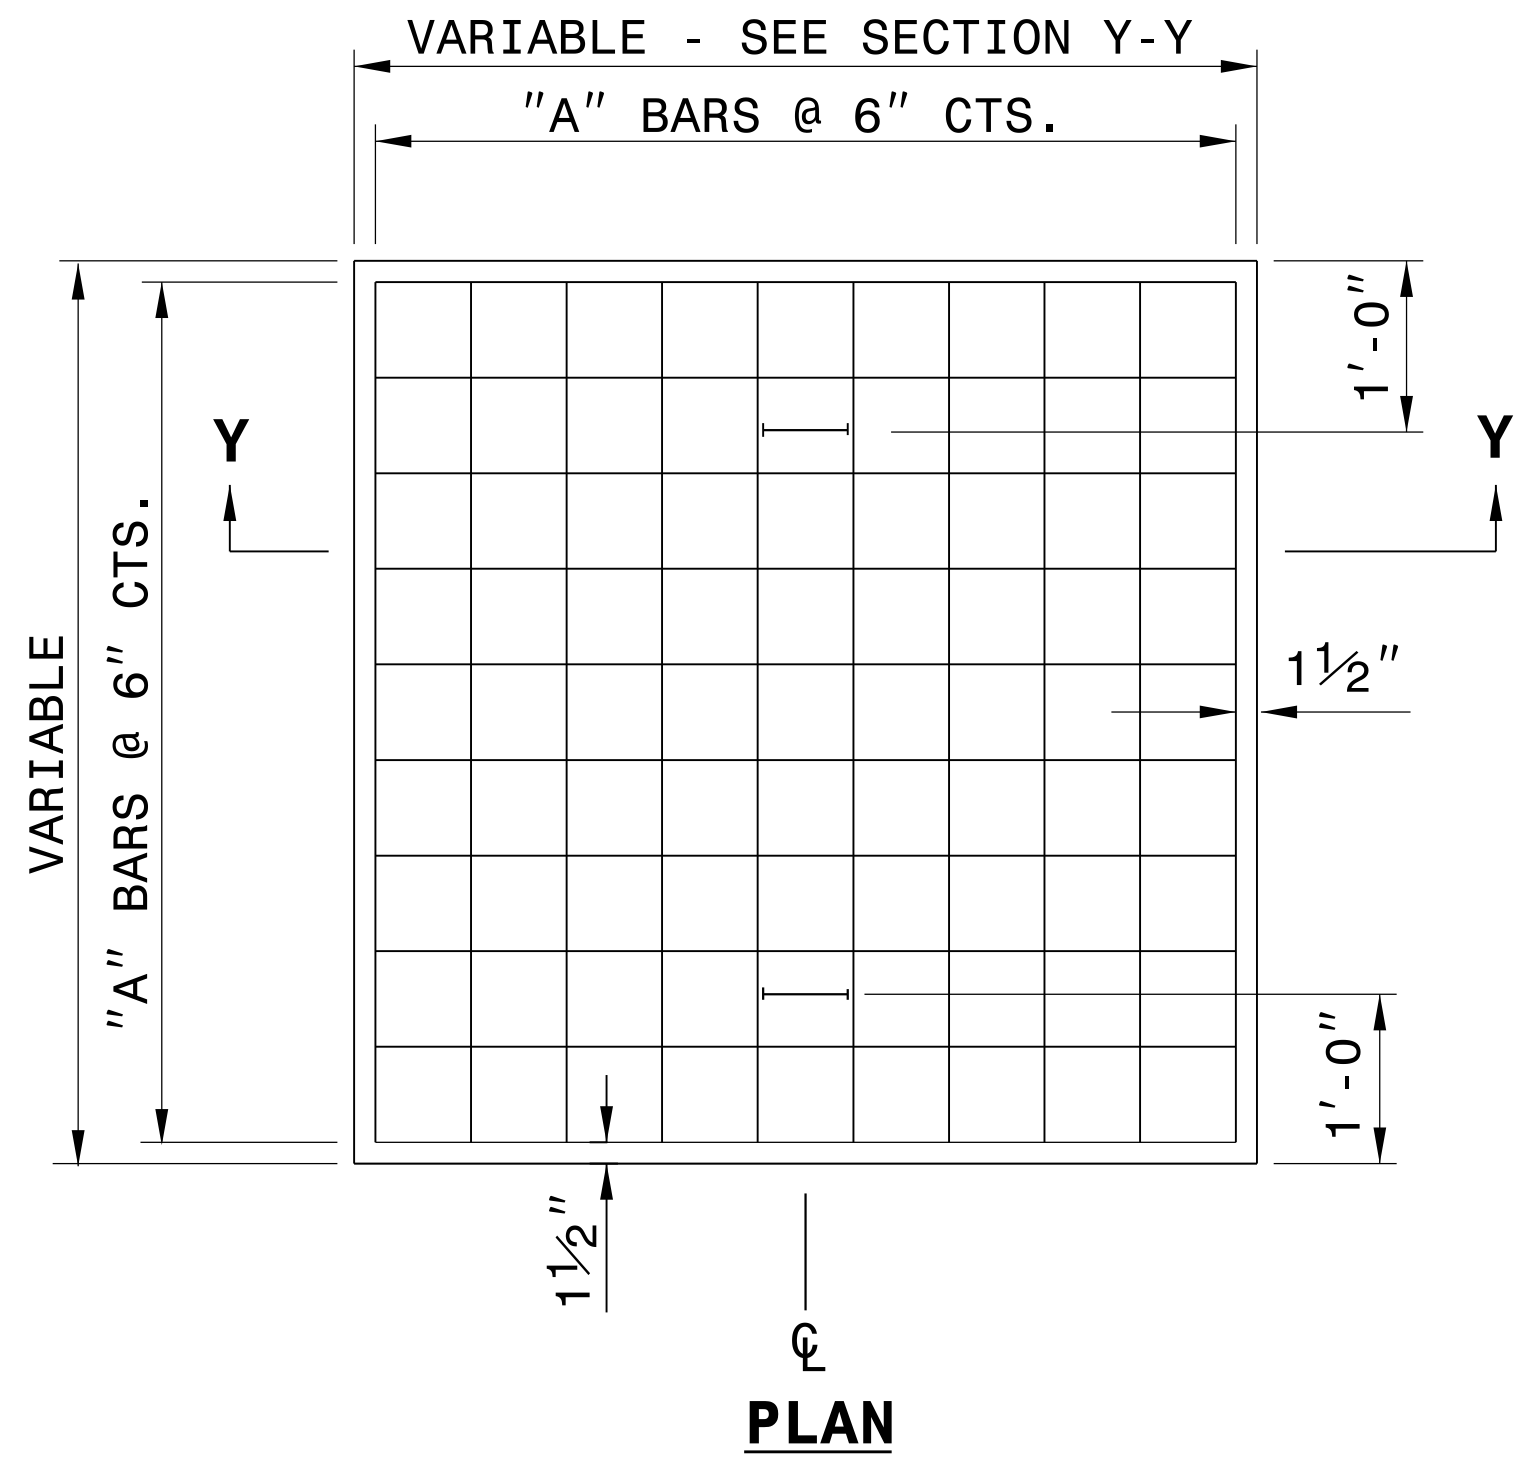 VARIABLE - SEE SECTION Y-Y
"A" BARS @ 6" CTS.
1'-0"
Y
Y
VARIABLE
"A" BARS @ 6" CTS.
1½"
1'-0"
1½"
℄
PLAN